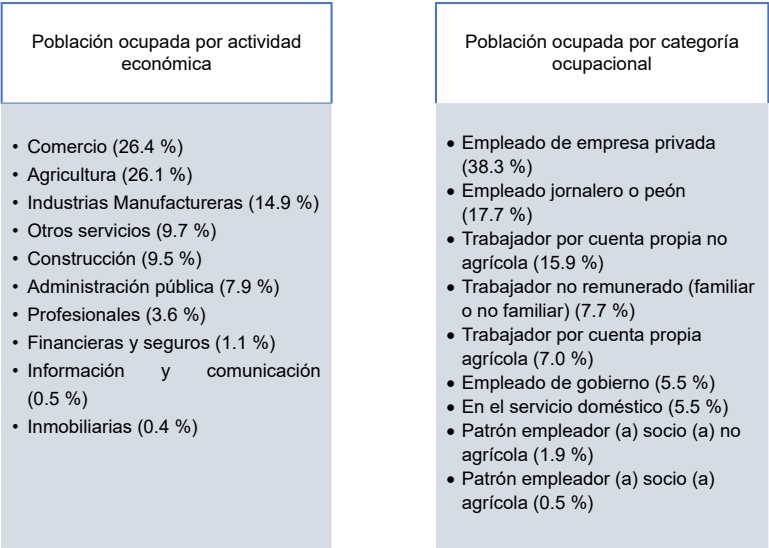 Población ocupada por actividad
económica
• Comercio (26.4 %)
• Agricultura (26.1 %)
• Industrias Manufactureras (14.9 %)
• Otros servicios (9.7 %)
• Construcción (9.5 %)
• Administración pública (7.9 %)
• Profesionales (3.6 %)
• Financieras y seguros (1.1 %)
• Información y comunicación
(0.5 %)
• Inmobiliarias (0.4 %)
Población ocupada por categoría
ocupacional
• Empleado de empresa privada
(38.3 %)
• Empleado jornalero o peón
(17.7 %)
• Trabajador por cuenta propia no
agrícola (15.9 %)
• Trabajador no remunerado (familiar
o no familiar) (7.7 %)
• Trabajador por cuenta propia
agrícola (7.0 %)
• Empleado de gobierno (5.5 %)
• En el servicio doméstico (5.5 %)
• Patrón empleador (a) socio (a) no
agrícola (1.9 %)
• Patrón empleador (a) socio (a)
agrícola (0.5 %)